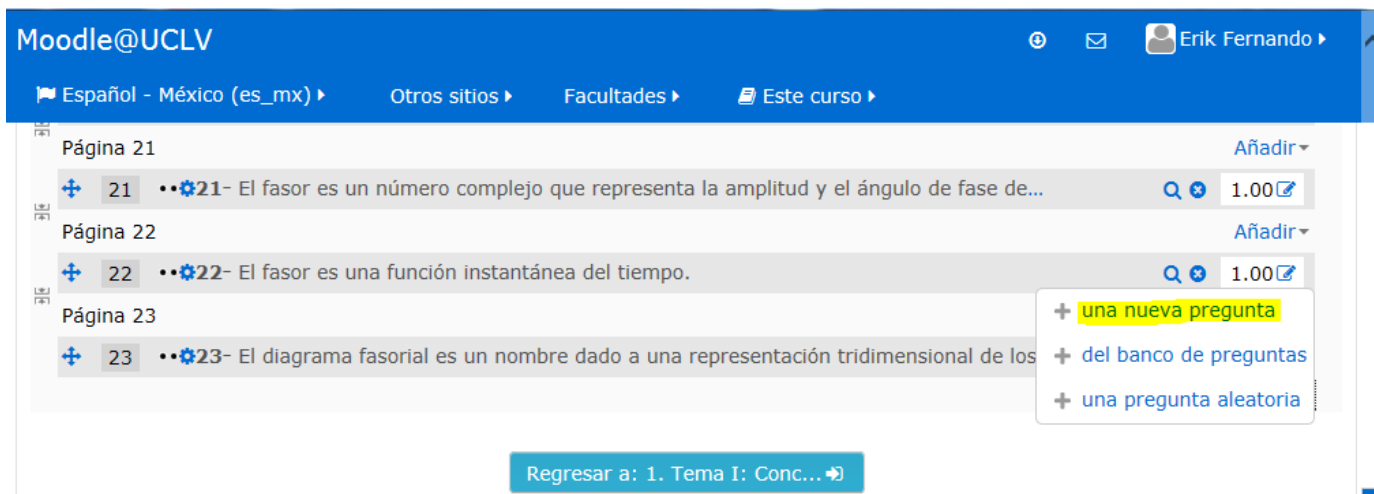 Moodle@UCLV
Erik Fernando
Español - México (es_mx)
Otros sitios
Facultades
Este curso
Página 21
Añadir
21 ••21- El fasor es un número complejo que representa la amplitud y el ángulo de fase de... 1.00
Página 22
Añadir
22 ••22- El fasor es una función instantánea del tiempo. 1.00
Página 23
23 ••23- El diagrama fasorial es un nombre dado a una representación tridimensional de los
una nueva pregunta
del banco de preguntas
una pregunta aleatoria
Regresar a: 1. Tema I: Conc...